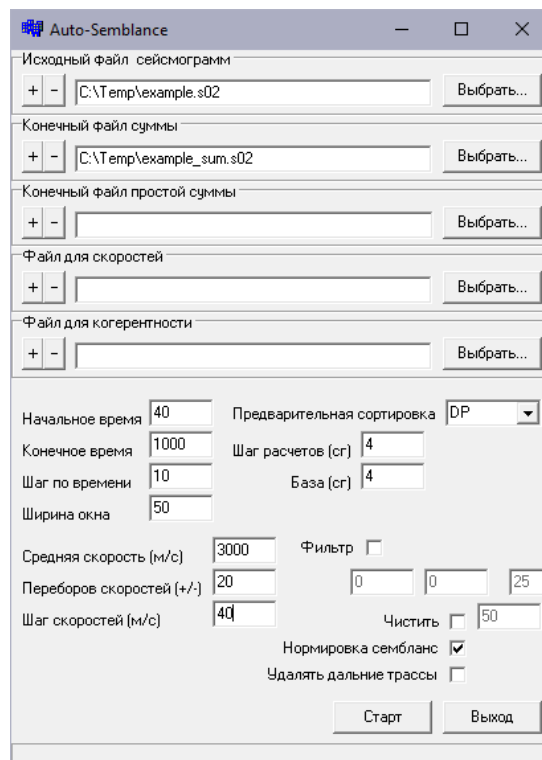 Auto-Semblance
Исходный файл сейсмограмм
+ - C:\Temp\example.s02 Выбрать...
Конечный файл суммы
+ - C:\Temp\example_sum.s02 Выбрать...
Конечный файл простой суммы
+ - Выбрать...
Файл для скоростей
+ - Выбрать...
Файл для когерентности
+ - Выбрать...
Начальное время 40 Предварительная сортировка DP
Конечное время 1000 Шаг расчетов (сг) 4
Шаг по времени 10 База (сг) 4
Ширина окна 50
Средняя скорость (м/с) 3000 Фильтр
Переборов скоростей (+/-) 20 0 0 25
Шаг скоростей (м/с) 40 Чистить 50
Нормировка сембланс
Удалять дальние трассы
Старт Выход